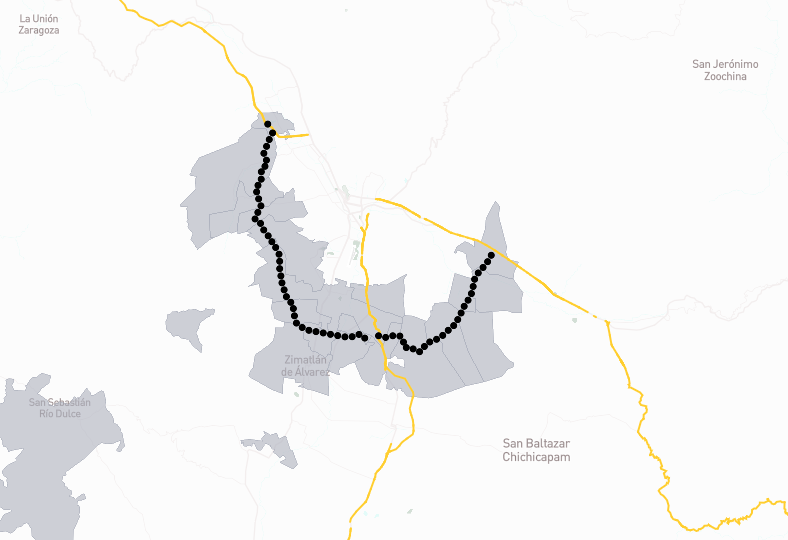 La Unión
Zaragoza
San Jerónimo
Zoochina
Zimatlán
de Álvarez
San Sebastián
Río Dulce
San Baltazar
Chichicapam